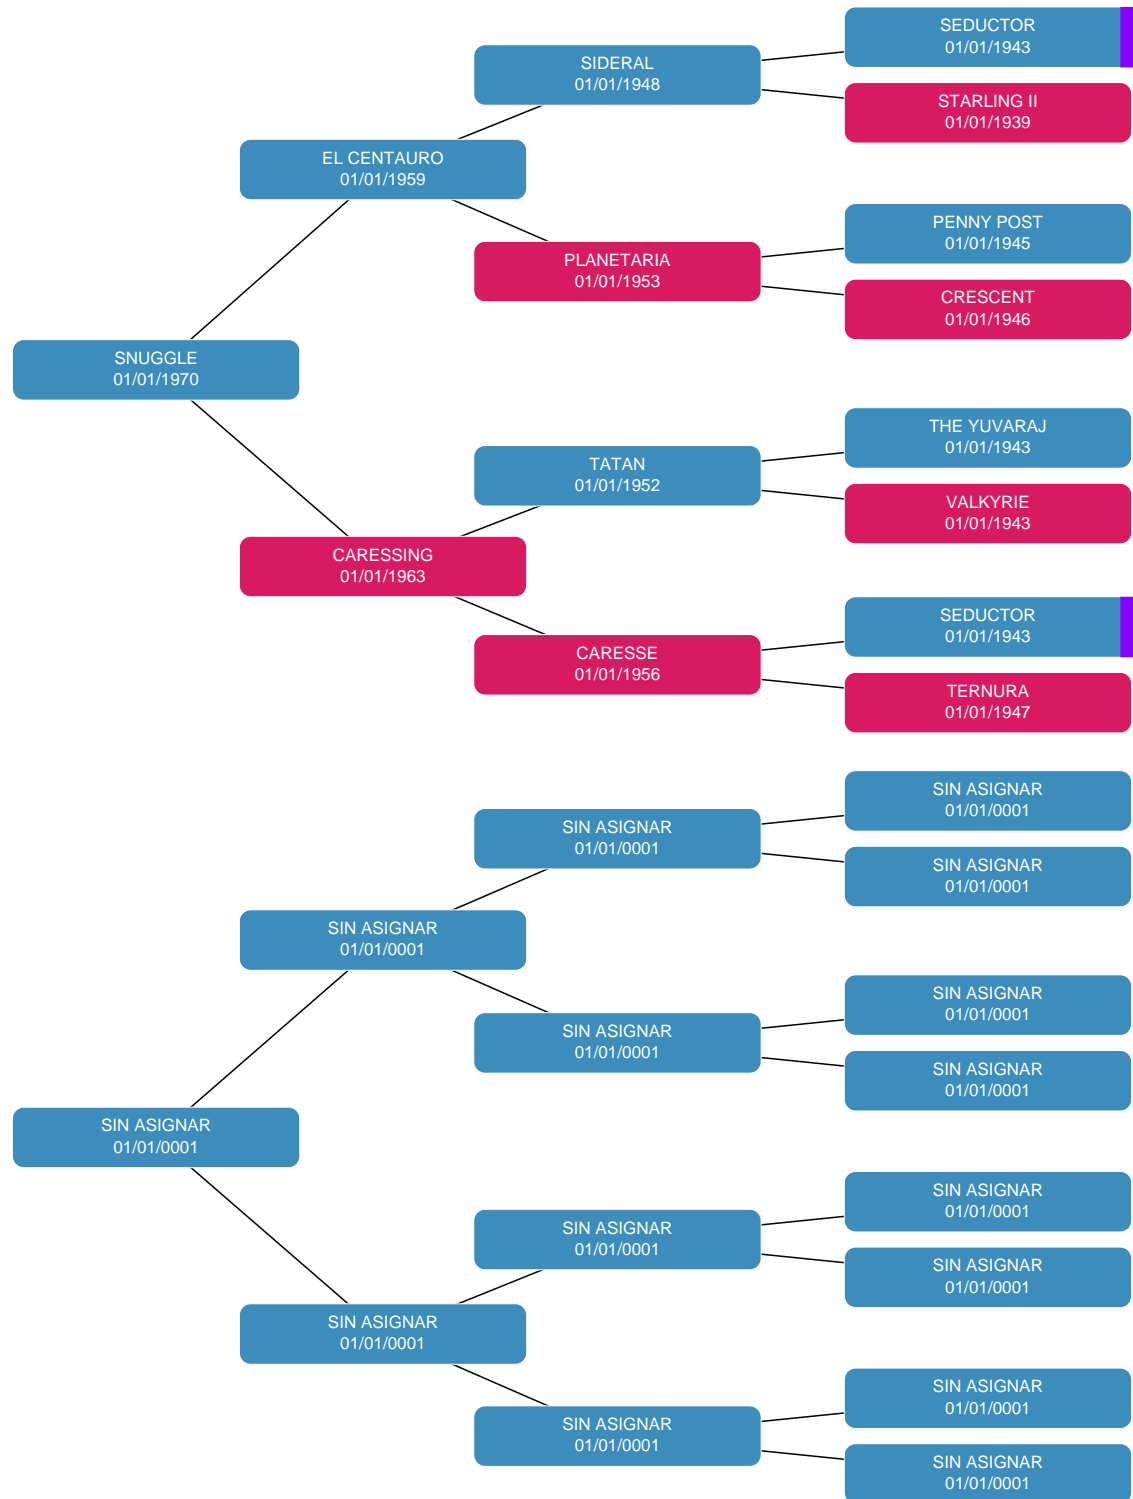 SEDUCTOR
01/01/1943
SIDERAL
01/01/1948
STARLING II
01/01/1939
EL CENTAURO
01/01/1959
PENNY POST
01/01/1945
PLANETARIA
01/01/1953
CRESCENT
01/01/1946
SNUGGLE
01/01/1970
THE YUVARAJ
01/01/1943
TATAN
01/01/1952
VALKYRIE
01/01/1943
CARESSING
01/01/1963
SEDUCTOR
01/01/1943
CARESSE
01/01/1956
TERNURA
01/01/1947
SIN ASIGNAR
01/01/0001
SIN ASIGNAR
01/01/0001
SIN ASIGNAR
01/01/0001
SIN ASIGNAR
01/01/0001
SIN ASIGNAR
01/01/0001
SIN ASIGNAR
01/01/0001
SIN ASIGNAR
01/01/0001
SIN ASIGNAR
01/01/0001
SIN ASIGNAR
01/01/0001
SIN ASIGNAR
01/01/0001
SIN ASIGNAR
01/01/0001
SIN ASIGNAR
01/01/0001
SIN ASIGNAR
01/01/0001
SIN ASIGNAR
01/01/0001
SIN ASIGNAR
01/01/0001